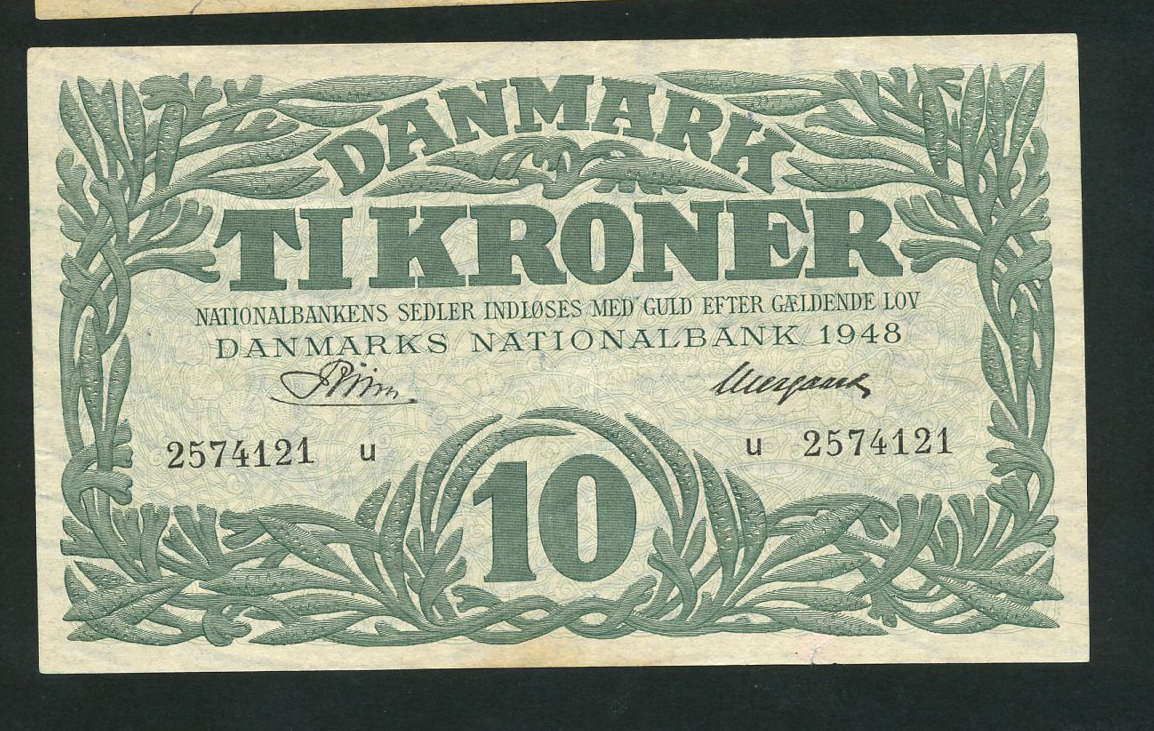 DANMARK
TI KRONER
NATIONALBANKENS SEDLER INDLØSES MED GULD EFTER GÆLDENDE LOV
DANMARKS NATIONALBANK 1948
2574121 u u 2574121
10